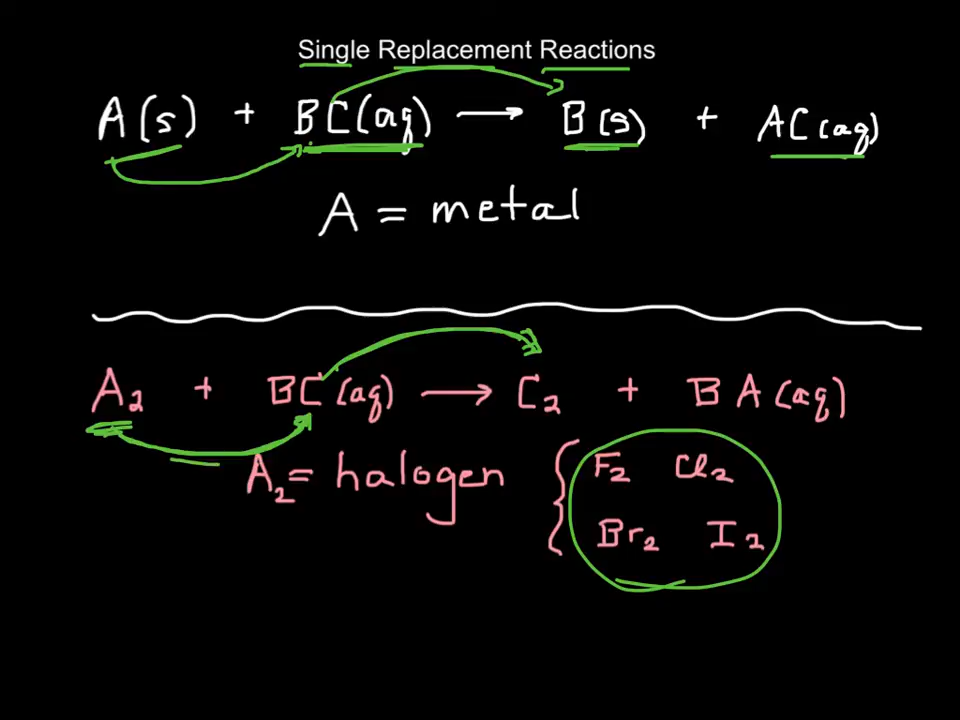 Single Replacement Reactions
A(s) + BC(aq) → B(s) + AC(aq)
A = metal
A₂ + BC(aq) → C₂ + BA(aq)
A₂ = halogen { F₂ Cl₂
Br₂ I₂